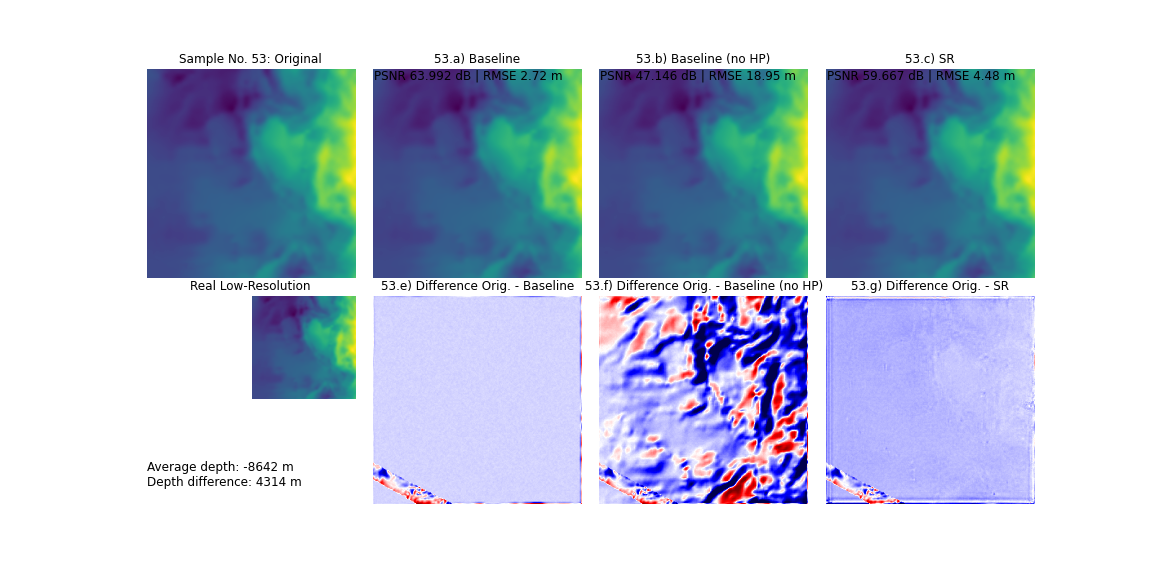 Sample No. 53: Original
53.a) Baseline
53.b) Baseline (no HP)
53.c) SR
PSNR 63.992 dB | RMSE 2.72 m
PSNR 47.146 dB | RMSE 18.95 m
PSNR 59.667 dB | RMSE 4.48 m
Real Low-Resolution
53.e) Difference Orig. - Baseline
53.f) Difference Orig. - Baseline (no HP)
53.g) Difference Orig. - SR
Average depth: -8642 m
Depth difference: 4314 m